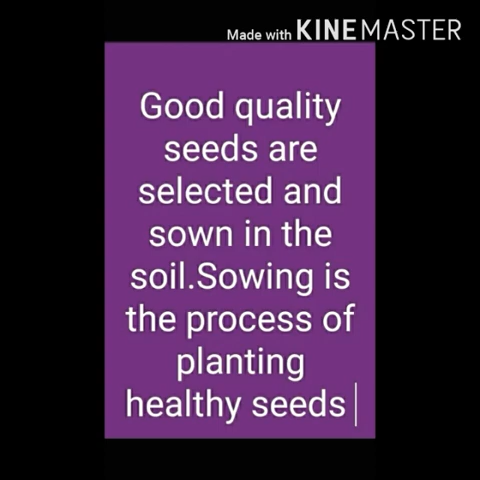 Made with KINEMASTER
Good quality
seeds are
selected and
sown in the
soil.Sowing is
the process of
planting
healthy seeds